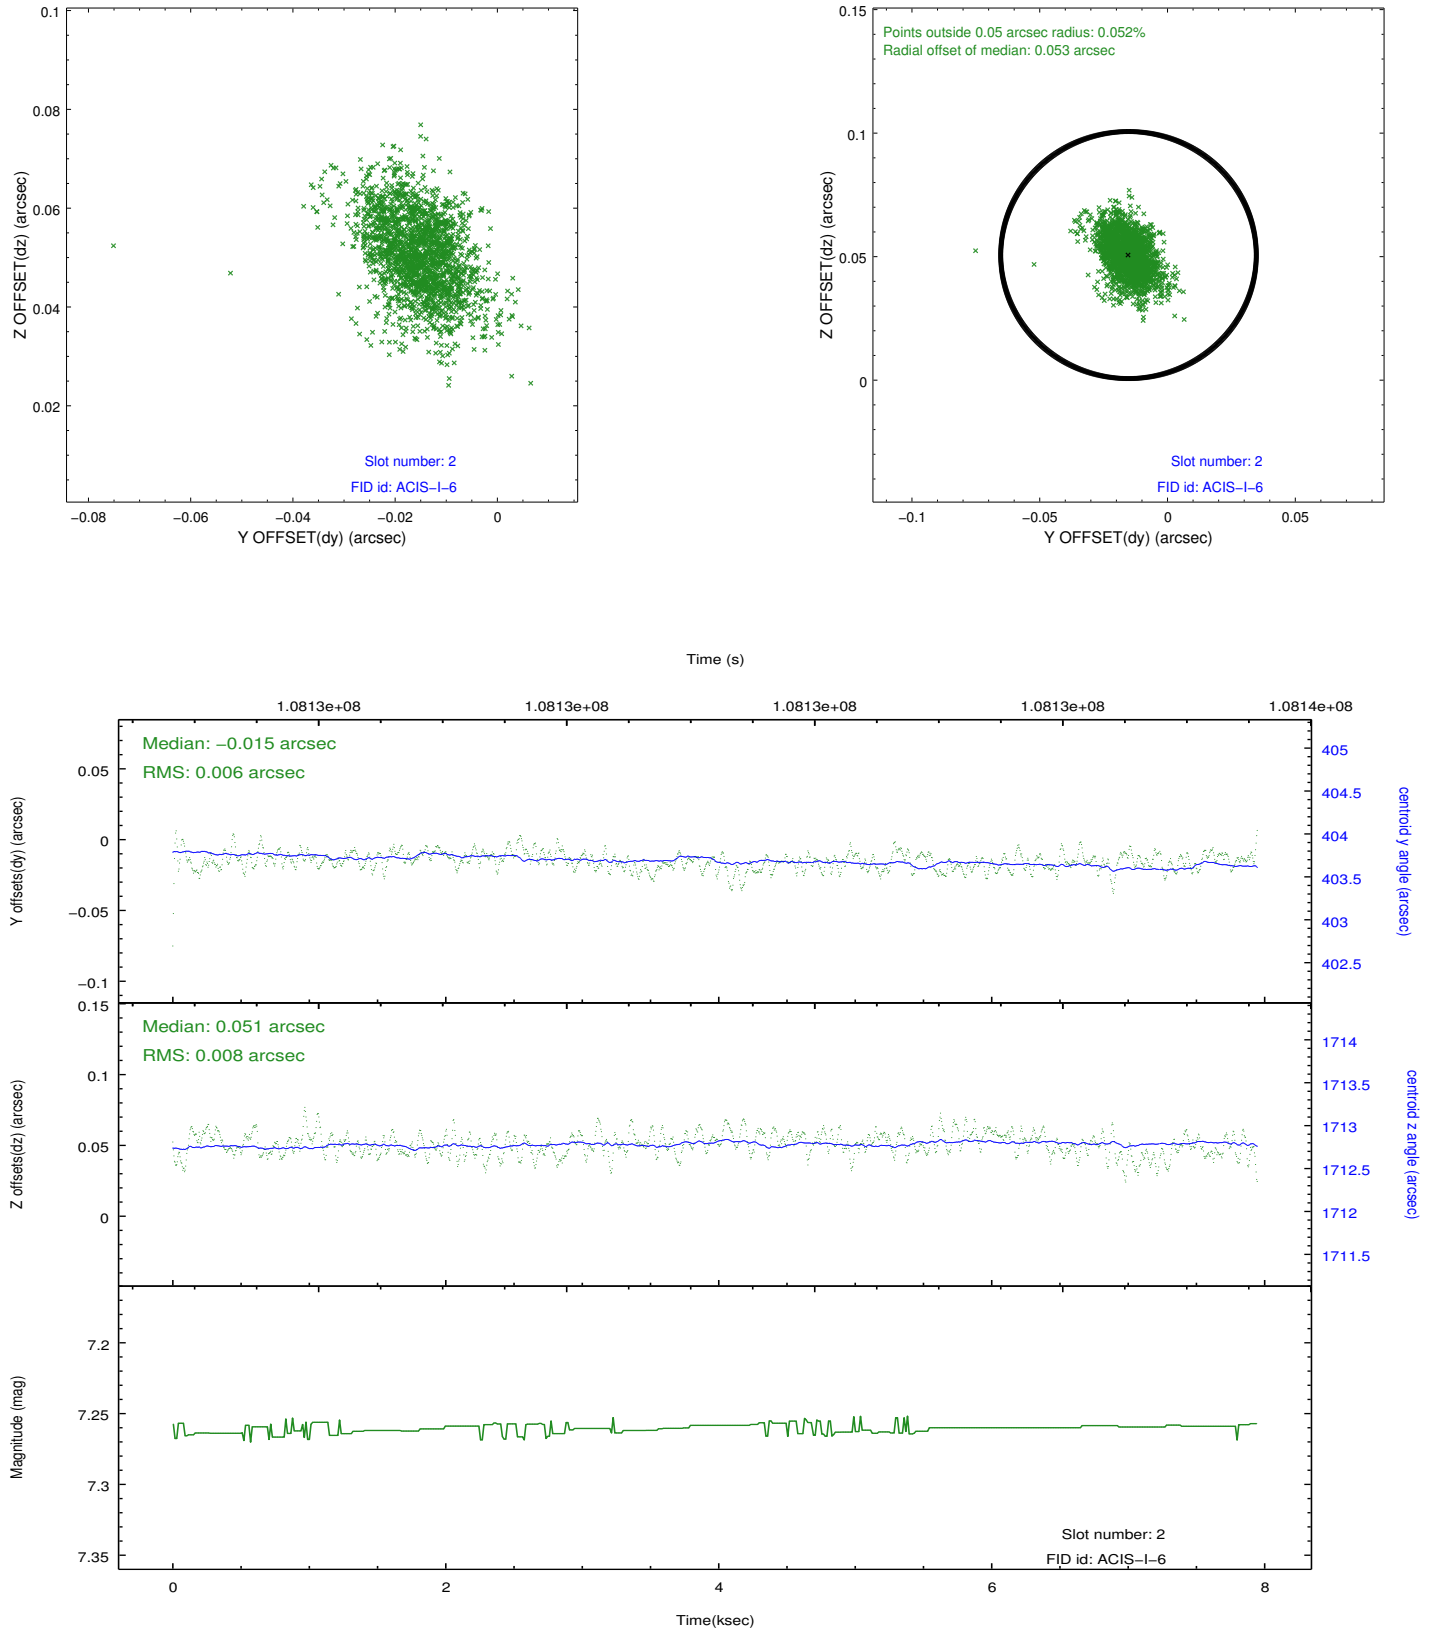 0.1
0.08
0.06
0.04
0.02
Z OFFSET(dz) (arcsec)
Slot number: 2
FID id: ACIS−I−6
−0.08 −0.06 −0.04 −0.02 0
Y OFFSET(dy) (arcsec)
0.15
0.1
0.05
0
Z OFFSET(dz) (arcsec)
Points outside 0.05 arcsec radius: 0.052%
Radial offset of median: 0.053 arcsec
Slot number: 2
FID id: ACIS−I−6
−0.1 −0.05 0 0.05
Y OFFSET(dy) (arcsec)
Time (s)
1.0813e+08 1.0813e+08 1.0813e+08 1.0813e+08 1.0814e+08
Median: −0.015 arcsec
RMS: 0.006 arcsec
0.05
0
−0.05
−0.1
Y offsets(dy) (arcsec)
405
404.5
404
403.5
403
402.5
centroid y angle (arcsec)
Median: 0.051 arcsec
RMS: 0.008 arcsec
0.15
0.1
0.05
0
Z offsets(dz) (arcsec)
1714
1713.5
1713
1712.5
1712
1711.5
centroid z angle (arcsec)
7.2
7.25
7.3
7.35
Magnitude (mag)
Slot number: 2
FID id: ACIS−I−6
0 2 4 6 8
Time(ksec)